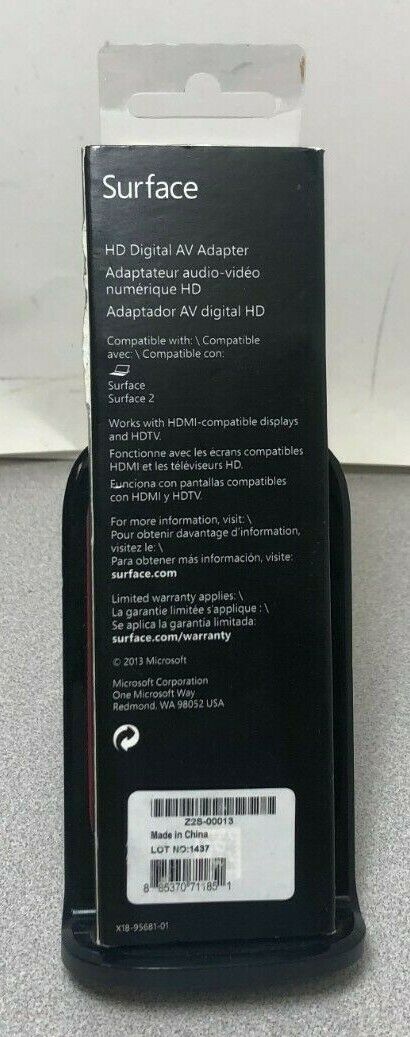 Surface
HD Digital AV Adapter
Adaptateur audio-vidéo
numérique HD
Adaptador AV digital HD
Compatible with: \ Compatible
avec: \ Compatible con:
Surface
Surface 2
Works with HDMI-compatible displays
and HDTV.
Fonctionne avec les écrans compatibles
HDMI et les téléviseurs HD.
Funciona con pantallas compatibles
con HDMI y HDTV.
For more information, visit: \
Pour obtenir davantage d'information,
visitez le: \
Para obtener más información, visite:
surface.com
Limited warranty applies: \
La garantie limitée s'applique : \
Se aplica la garantía limitada:
surface.com/warranty
© 2013 Microsoft
Microsoft Corporation
One Microsoft Way
Redmond, WA 98052 USA
Z2S-00013
Made in China
LOT NO:1437
8 85370 71185 1
X18-95681-01